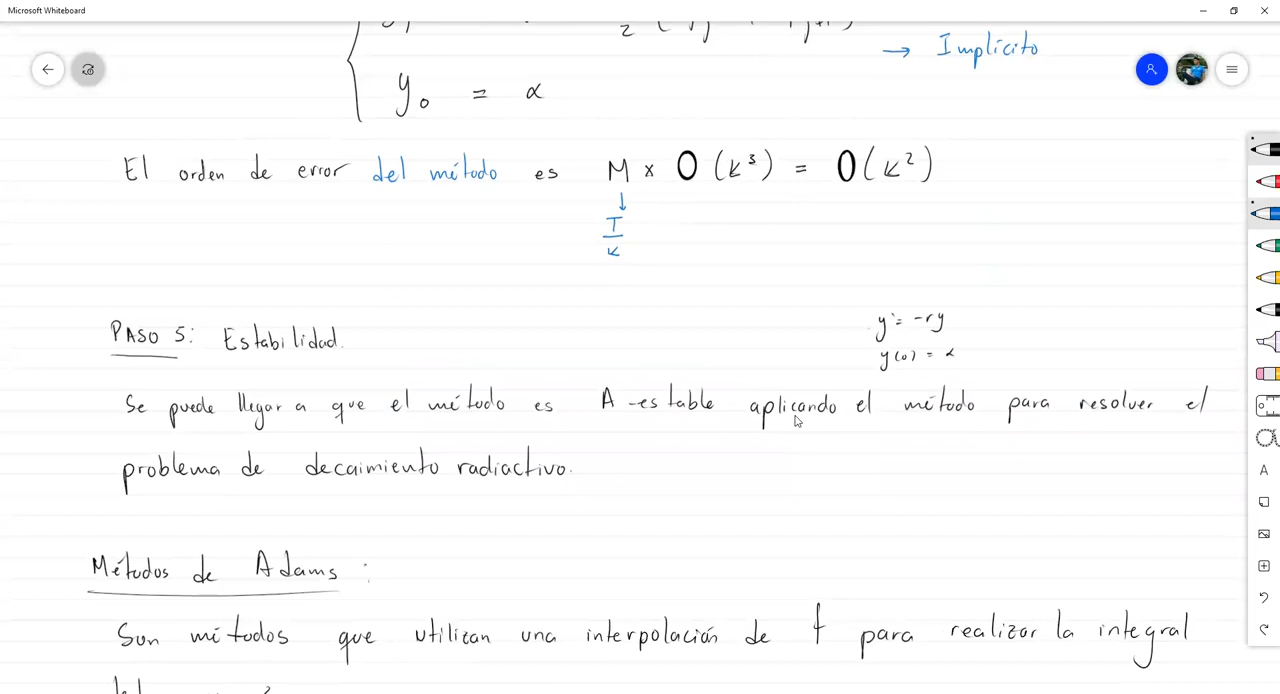 Microsoft Whiteboard
→ Implícito
y₀ = α
El orden de error del método es M × O(k³) = O(k²)
↓
T
k
PASO 5: Estabilidad.
y' = -ry
y(0) = α
Se puede llegar a que el método es A-estable aplicando el método para resolver el
problema de decaimiento radiactivo.
Métodos de Adams:
Son métodos que utilizan una interpolación de f para realizar la integral